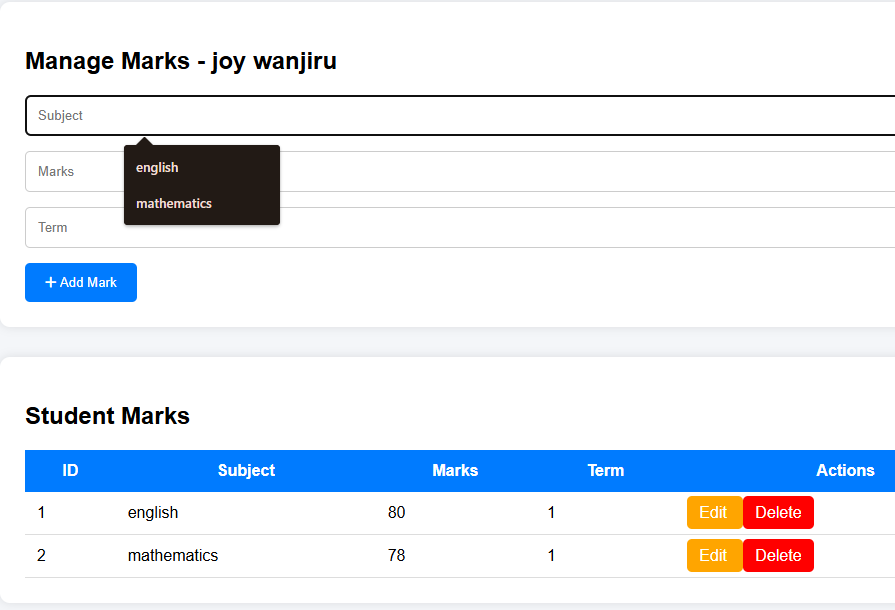 Manage Marks - joy wanjiru
Subject
english
Marks
mathematics
Term
+ Add Mark
Student Marks
ID Subject Marks Term Actions
1 english 80 1 Edit Delete
2 mathematics 78 1 Edit Delete